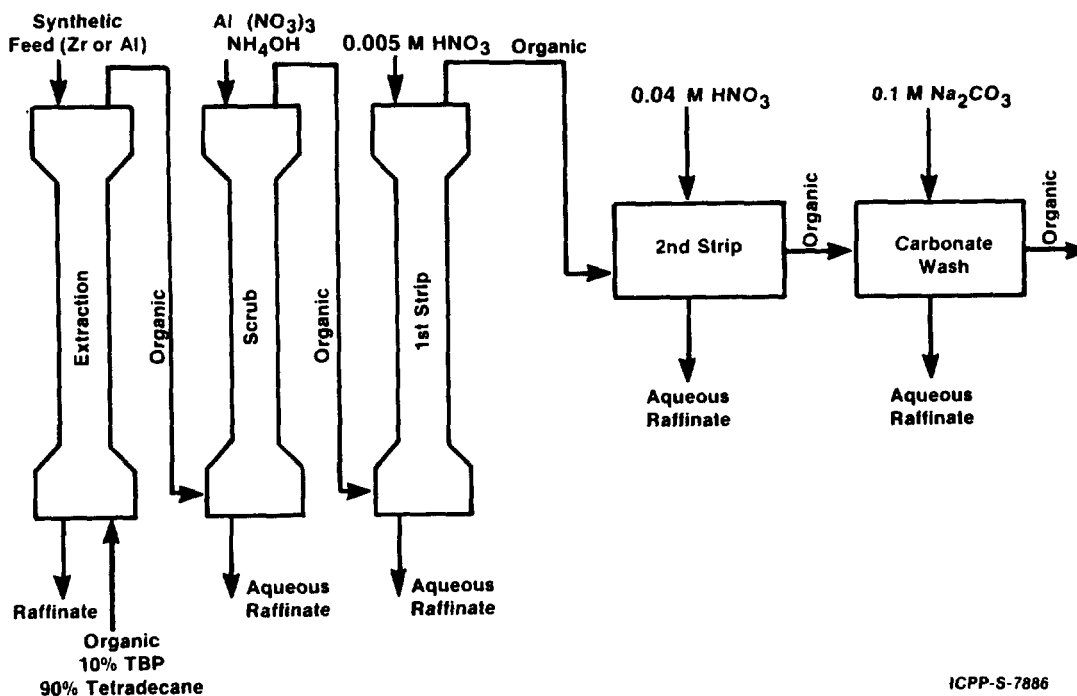 Synthetic
Feed (Zr or Al)
Al (NO3)3
NH4OH
0.005 M HNO3
Organic
0.04 M HNO3
0.1 M Na2CO3
Extraction
Organic
Scrub
Organic
1st Strip
2nd Strip
Organic
Carbonate
Wash
Organic
Aqueous
Raffinate
Aqueous
Raffinate
Raffinate
Aqueous
Raffinate
Aqueous
Raffinate
Organic
10% TBP
90% Tetradecane
ICPP-S-7886